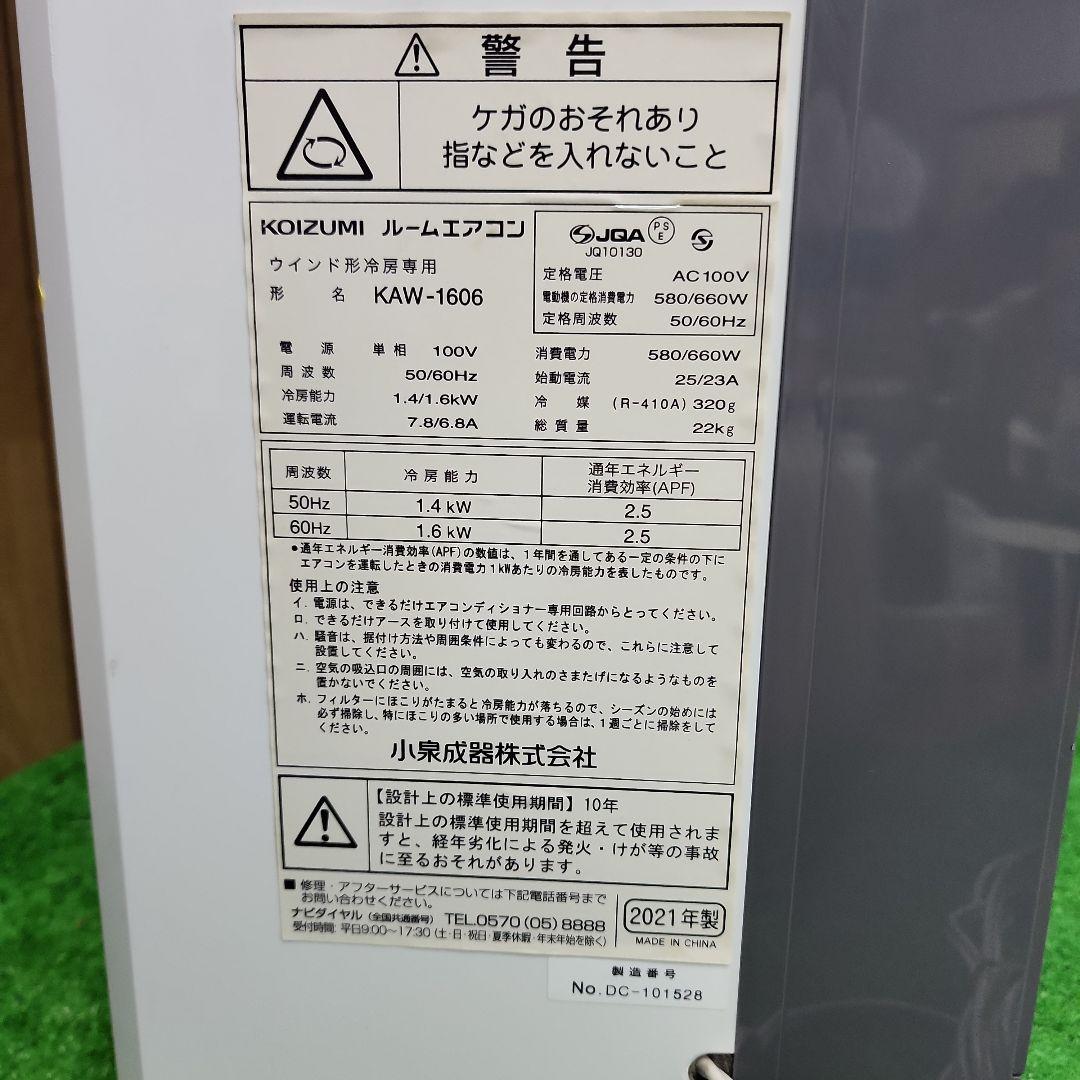 警告
ケガのおそれあり
指などを入れないこと
KOIZUMI ルームエアコン
ウインド形冷房専用
形名 KAW-1606
JQA PSE S
JQ10130
定格電圧 AC100V
電動機の定格消費電力 580/660W
定格周波数 50/60Hz
電源 単相 100V
周波数 50/60Hz
冷房能力 1.4/1.6kW
運転電流 7.8/6.8A
消費電力 580/660W
始動電流 25/23A
冷媒 (R-410A) 320g
総質量 22kg
周波数 冷房能力 通年エネルギー
消費効率(APF)
50Hz 1.4kW 2.5
60Hz 1.6kW 2.5
●通年エネルギー消費効率(APF)の数値は、1年間を通してある一定の条件の下に
エアコンを運転したときの消費電力1kWあたりの冷房能力を表したものです。
使用上の注意
イ. 電源は、できるだけエアコンディショナー専用回路からとってください。
ロ. できるだけアースを取り付けて使用してください。
ハ. 騒音は、据付け方法や周囲条件によっても変わるので、これらに注意して
設置してください。
ニ. 空気の吸込口の周囲には、空気の取り入れのさまたげになるようなものを
置かないでください。
ホ. フィルターにほこりがたまると冷房能力が落ちるので、シーズンの始めには
必ず掃除し、特にほこりの多い場所で使用する場合は、1週ごとに掃除をして
ください。
小泉成器株式会社
【設計上の標準使用期間】10年
設計上の標準使用期間を超えて使用されま
すと、経年劣化による発火・けが等の事故
に至るおそれがあります。
■修理・アフターサービスについては下記電話番号まで
お問い合わせください。
ナビダイヤル(全国共通番号) TEL.0570(05)8888
受付時間: 平日9:00〜17:30(土・日・祝日・夏季休暇・年末年始を除く)
2021年製
MADE IN CHINA
製造番号
No.DC-101528